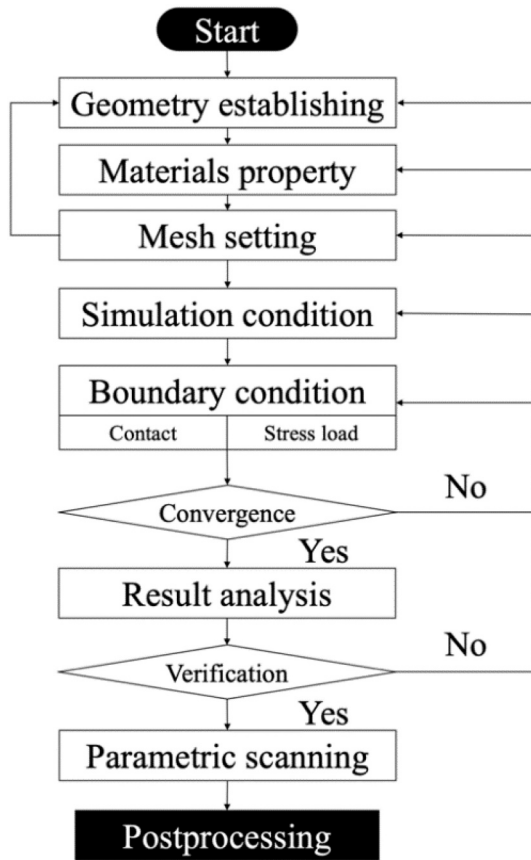 Start
Geometry establishing
Materials property
Mesh setting
Simulation condition
Boundary condition
Contact
Stress load
Convergence
No
Yes
Result analysis
Verification
No
Yes
Parametric scanning
Postprocessing